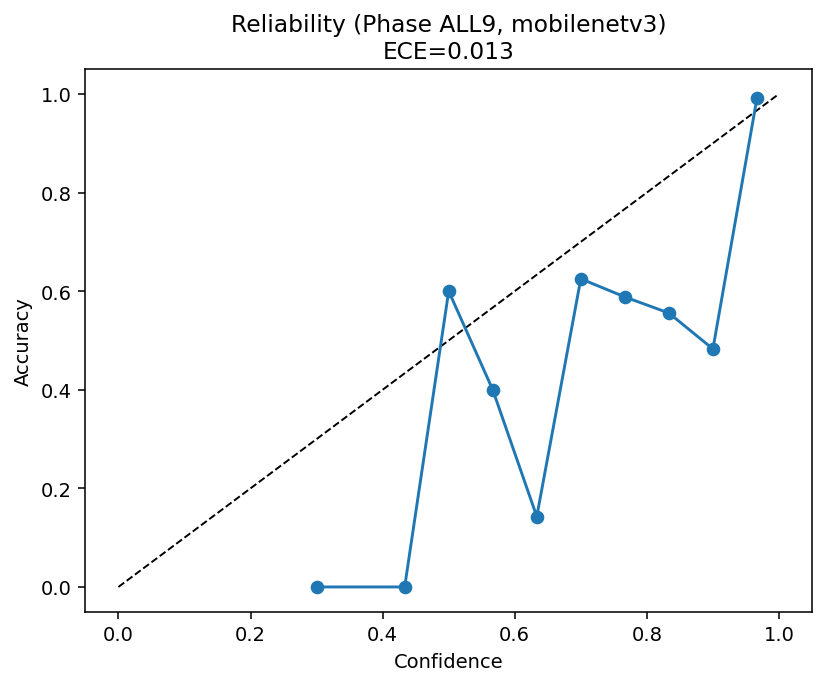 Reliability (Phase ALL9, mobilenetv3)
ECE=0.013
Accuracy
1.0
0.8
0.6
0.4
0.2
0.0
0.0 0.2 0.4 0.6 0.8 1.0
Confidence